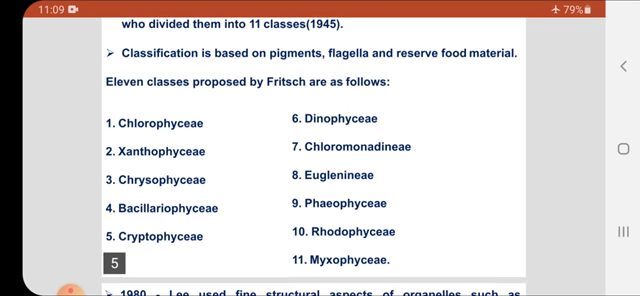 11:09 79%
who divided them into 11 classes(1945).
➢ Classification is based on pigments, flagella and reserve food material.
Eleven classes proposed by Fritsch are as follows:
1. Chlorophyceae
2. Xanthophyceae
3. Chrysophyceae
4. Bacillariophyceae
5. Cryptophyceae
6. Dinophyceae
7. Chloromonadineae
8. Euglenineae
9. Phaeophyceae
10. Rhodophyceae
11. Myxophyceae.
5
➢ 1980 - Lee used fine structural aspects of organelles such as